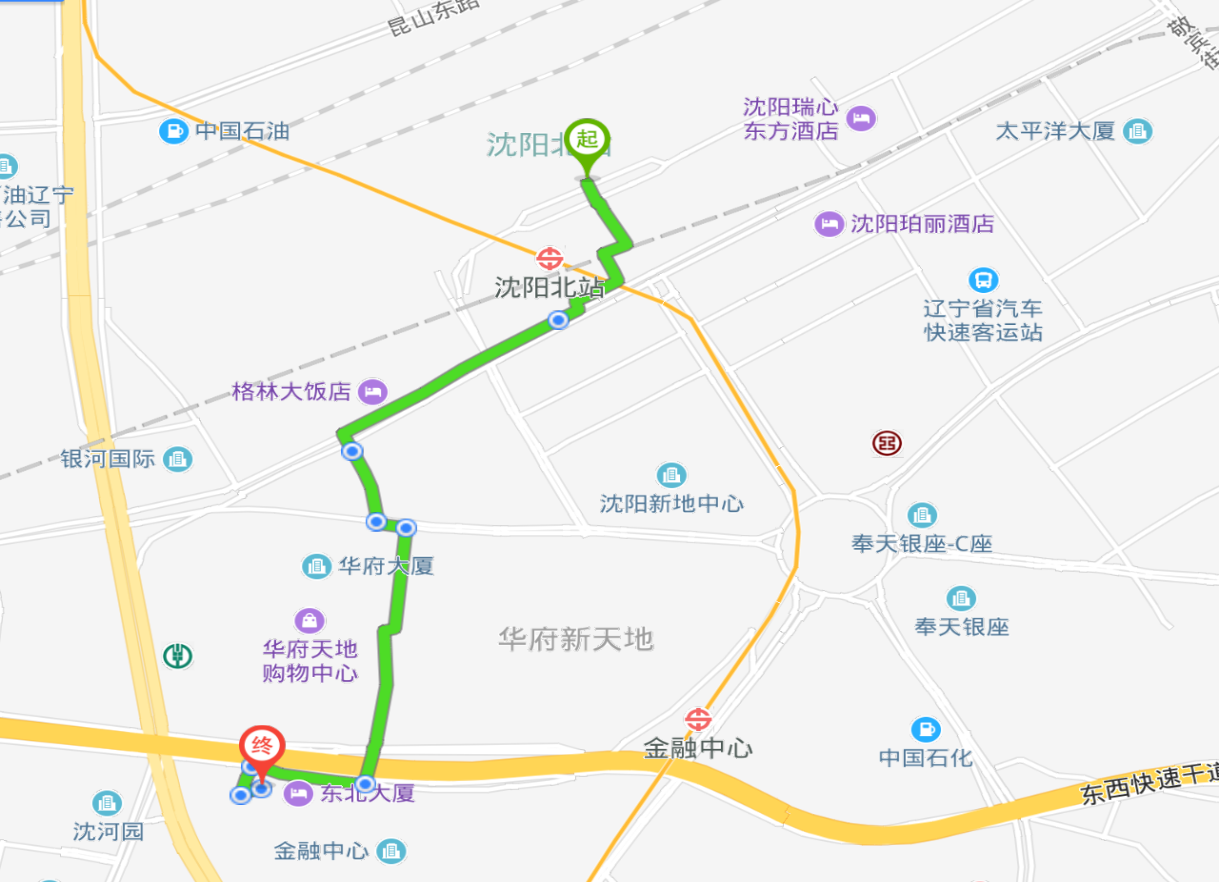 昆山东路
敬宾街
中国石油
沈阳北
起
沈阳瑞心
东方酒店
太平洋大厦
油辽宁
公司
沈阳珀丽酒店
沈阳北站
辽宁省汽车
快速客运站
格林大饭店
银河国际
沈阳新地中心
奉天银座-C座
华府大厦
奉天银座
华府天地
购物中心
华府新天地
终
金融中心
中国石化
东西快速干道
东北大厦
沈河园
金融中心